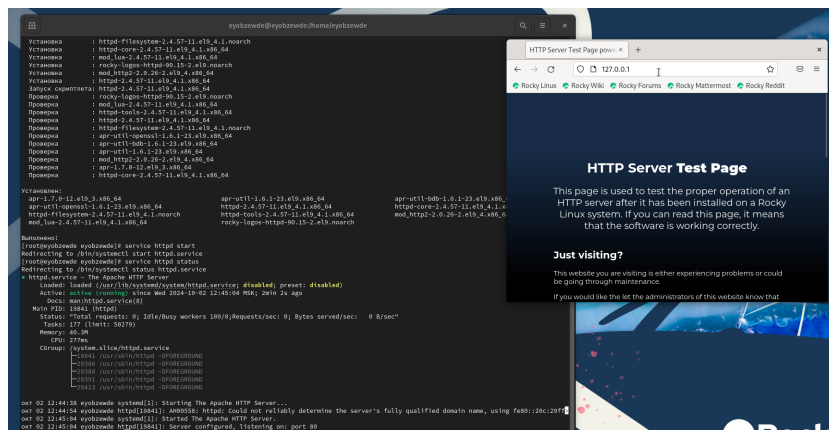 eyobzewde@eyobzewde:/home/eyobzewde
Установка : httpd-filesystem-2.4.57-11.el9_4.1.noarch
Установка : httpd-core-2.4.57-11.el9_4.1.x86_64
Установка : mod_lua-2.4.57-11.el9_4.1.x86_64
Установка : rocky-logos-httpd-90.15-2.el9.noarch
Установка : mod_http2-2.0.26-2.el9_4.x86_64
Установка : httpd-2.4.57-11.el9_4.1.x86_64
Запуск скриптлета: httpd-2.4.57-11.el9_4.1.x86_64
Проверка : rocky-logos-httpd-90.15-2.el9.noarch
Проверка : mod_lua-2.4.57-11.el9_4.1.x86_64
Проверка : httpd-tools-2.4.57-11.el9_4.1.x86_64
Проверка : httpd-2.4.57-11.el9_4.1.x86_64
Проверка : httpd-filesystem-2.4.57-11.el9_4.1.noarch
Проверка : apr-util-openssl-1.6.1-23.el9.x86_64
Проверка : apr-util-bdb-1.6.1-23.el9.x86_64
Проверка : apr-util-1.6.1-23.el9.x86_64
Проверка : mod_http2-2.0.26-2.el9_4.x86_64
Проверка : apr-1.7.0-12.el9_3.x86_64
Проверка : httpd-core-2.4.57-11.el9_4.1.x86_64
Установлен:
apr-1.7.0-12.el9_3.x86_64 apr-util-1.6.1-23.el9.x86_64 apr-util-bdb-1.6.1-23.el9.x86_
apr-util-openssl-1.6.1-23.el9.x86_64 httpd-2.4.57-11.el9_4.1.x86_64 httpd-core-2.4.57-11.el9_4.1.x
httpd-filesystem-2.4.57-11.el9_4.1.noarch httpd-tools-2.4.57-11.el9_4.1.x86_64 mod_http2-2.0.26-2.el9_4.x86_6
mod_lua-2.4.57-11.el9_4.1.x86_64 rocky-logos-httpd-90.15-2.el9.noarch
Выполнено!
[root@eyobzewde eyobzewde]# service httpd start
Redirecting to /bin/systemctl start httpd.service
[root@eyobzewde eyobzewde]# service httpd status
Redirecting to /bin/systemctl status httpd.service
● httpd.service - The Apache HTTP Server
Loaded: loaded (/usr/lib/systemd/system/httpd.service; disabled; preset: disabled)
Active: active (running) since Wed 2024-10-02 12:45:04 MSK; 2min 2s ago
Docs: man:httpd.service(8)
Main PID: 19841 (httpd)
Status: "Total requests: 0; Idle/Busy workers 100/0;Requests/sec: 0; Bytes served/sec: 0 B/sec"
Tasks: 177 (limit: 50279)
Memory: 40.3M
CPU: 277ms
CGroup: /system.slice/httpd.service
├─19841 /usr/sbin/httpd -DFOREGROUND
├─29386 /usr/sbin/httpd -DFOREGROUND
├─29388 /usr/sbin/httpd -DFOREGROUND
├─29391 /usr/sbin/httpd -DFOREGROUND
└─29413 /usr/sbin/httpd -DFOREGROUND
окт 02 12:44:38 eyobzewde systemd[1]: Starting The Apache HTTP Server...
окт 02 12:44:54 eyobzewde httpd[19841]: AH00558: httpd: Could not reliably determine the server's fully qualified domain name, using fe80::20c:29ff>
окт 02 12:45:04 eyobzewde systemd[1]: Started The Apache HTTP Server.
окт 02 12:45:04 eyobzewde httpd[19841]: Server configured, listening on: port 80
HTTP Server Test Page powe
127.0.0.1
Rocky Linux Rocky Wiki Rocky Forums Rocky Mattermost Rocky Reddit
HTTP Server Test Page
This page is used to test the proper operation of an
HTTP server after it has been installed on a Rocky
Linux system. If you can read this page, it means
that the software is working correctly.
Just visiting?
This website you are visiting is either experiencing problems or could
be going through maintenance.
If you would like the let the administrators of this website know that